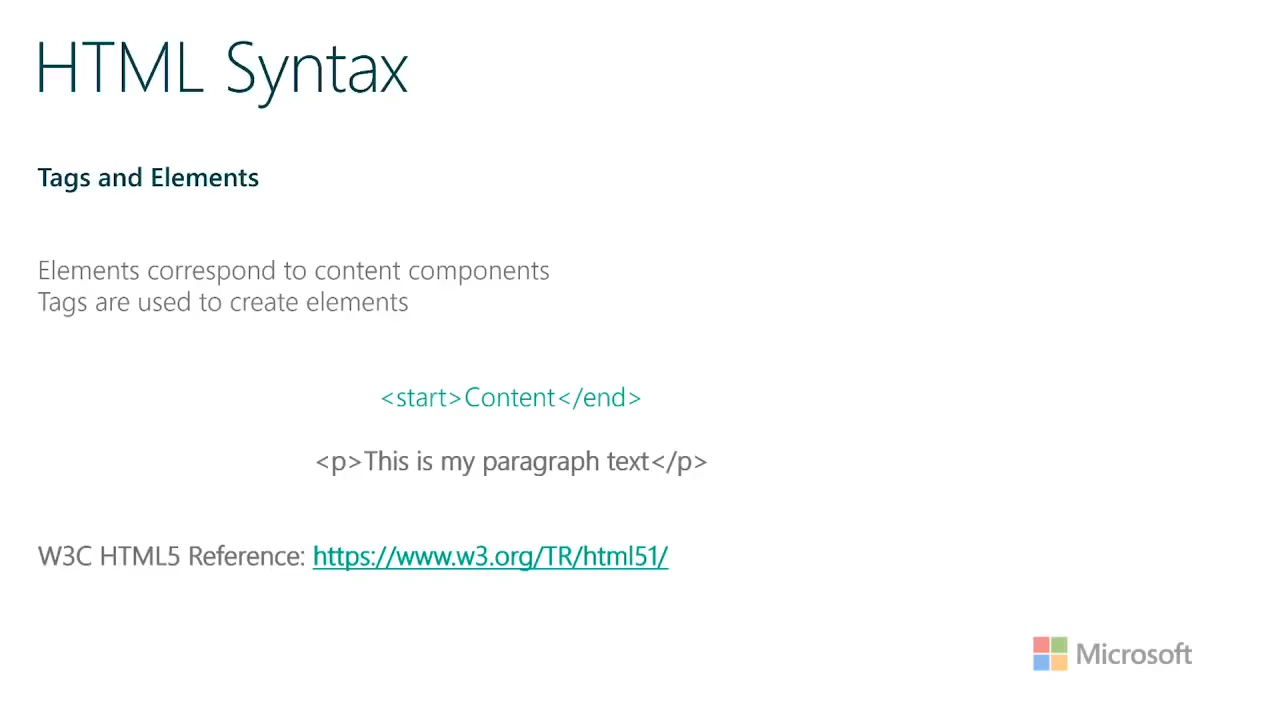 HTML Syntax
Tags and Elements
Elements correspond to content components
Tags are used to create elements
<start>Content</end>
<p>This is my paragraph text</p>
W3C HTML5 Reference: https://www.w3.org/TR/html51/
Microsoft